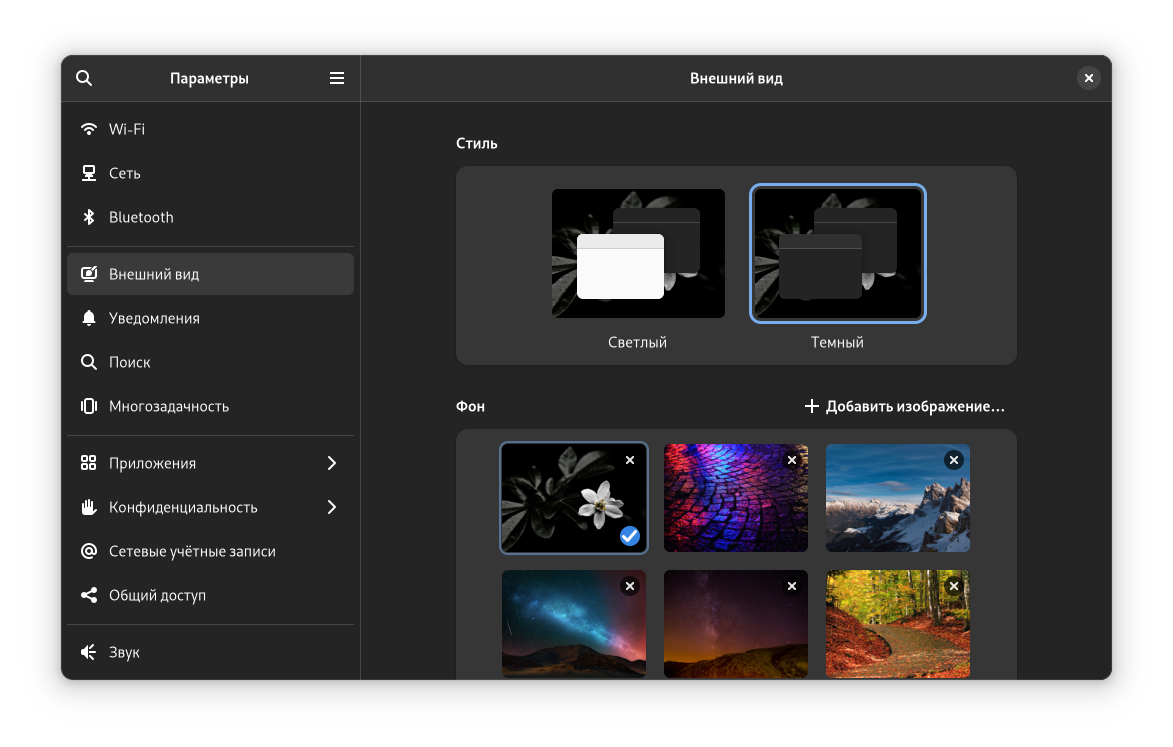 Параметры
Внешний вид
Wi-Fi
Сеть
Bluetooth
Внешний вид
Уведомления
Поиск
Многозадачность
Приложения
Конфиденциальность
Сетевые учётные записи
Общий доступ
Звук
Стиль
Светлый
Темный
Фон
Добавить изображение…